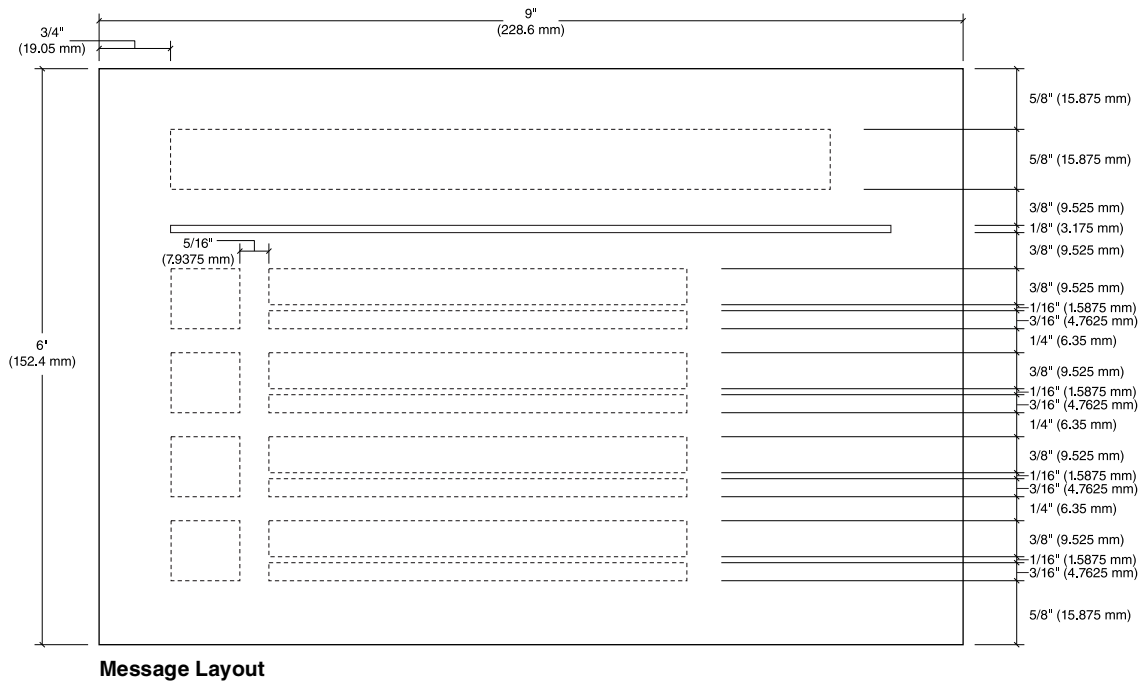 9"
(228.6 mm)
3/4"
(19.05 mm)
5/8" (15.875 mm)
5/8" (15.875 mm)
3/8" (9.525 mm)
1/8" (3.175 mm)
3/8" (9.525 mm)
5/16"
(7.9375 mm)
3/8" (9.525 mm)
1/16" (1.5875 mm)
3/16" (4.7625 mm)
1/4" (6.35 mm)
6"
(152.4 mm)
3/8" (9.525 mm)
1/16" (1.5875 mm)
3/16" (4.7625 mm)
1/4" (6.35 mm)
3/8" (9.525 mm)
1/16" (1.5875 mm)
3/16" (4.7625 mm)
1/4" (6.35 mm)
3/8" (9.525 mm)
1/16" (1.5875 mm)
3/16" (4.7625 mm)
5/8" (15.875 mm)
Message Layout